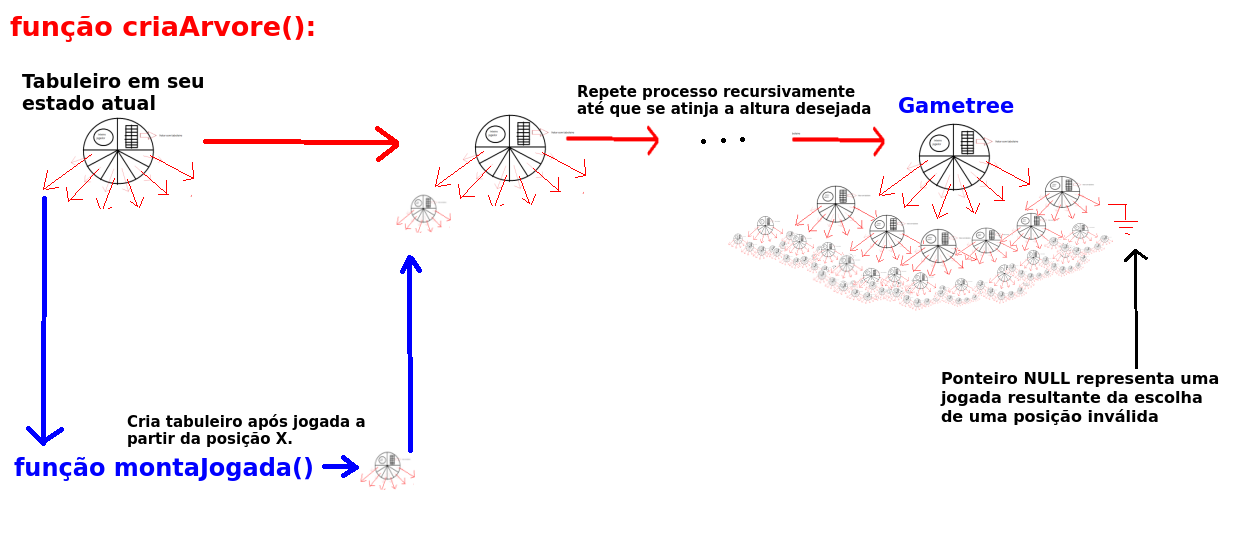 função criaArvore():
Tabuleiro em seu
estado atual
Repete processo recursivamente
até que se atinja a altura desejada
Gametree
Ponteiro NULL representa uma
jogada resultante da escolha
de uma posição inválida
Cria tabuleiro após jogada a
partir da posição X.
função montaJogada()